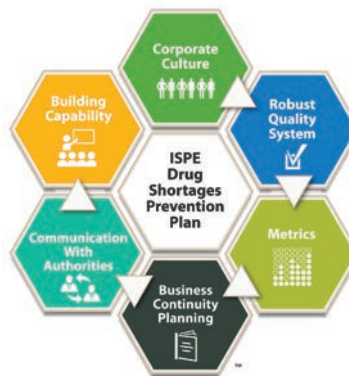 Corporate
Culture
Building
Capability
Robust
Quality
System
ISPE
Drug
Shortages
Prevention
Plan
Communication
With
Authorities
Metrics
Business
Continuity
Planning